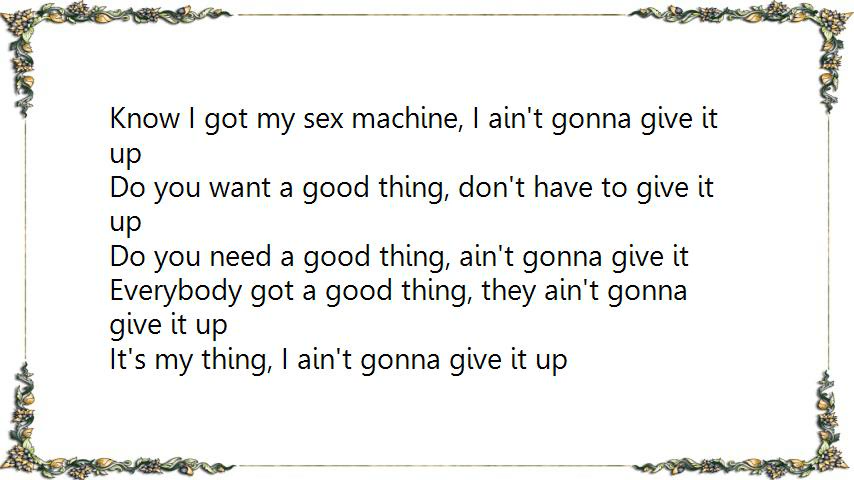 Know I got my sex machine, I ain't gonna give it
up
Do you want a good thing, don't have to give it
up
Do you need a good thing, ain't gonna give it
Everybody got a good thing, they ain't gonna
give it up
It's my thing, I ain't gonna give it up